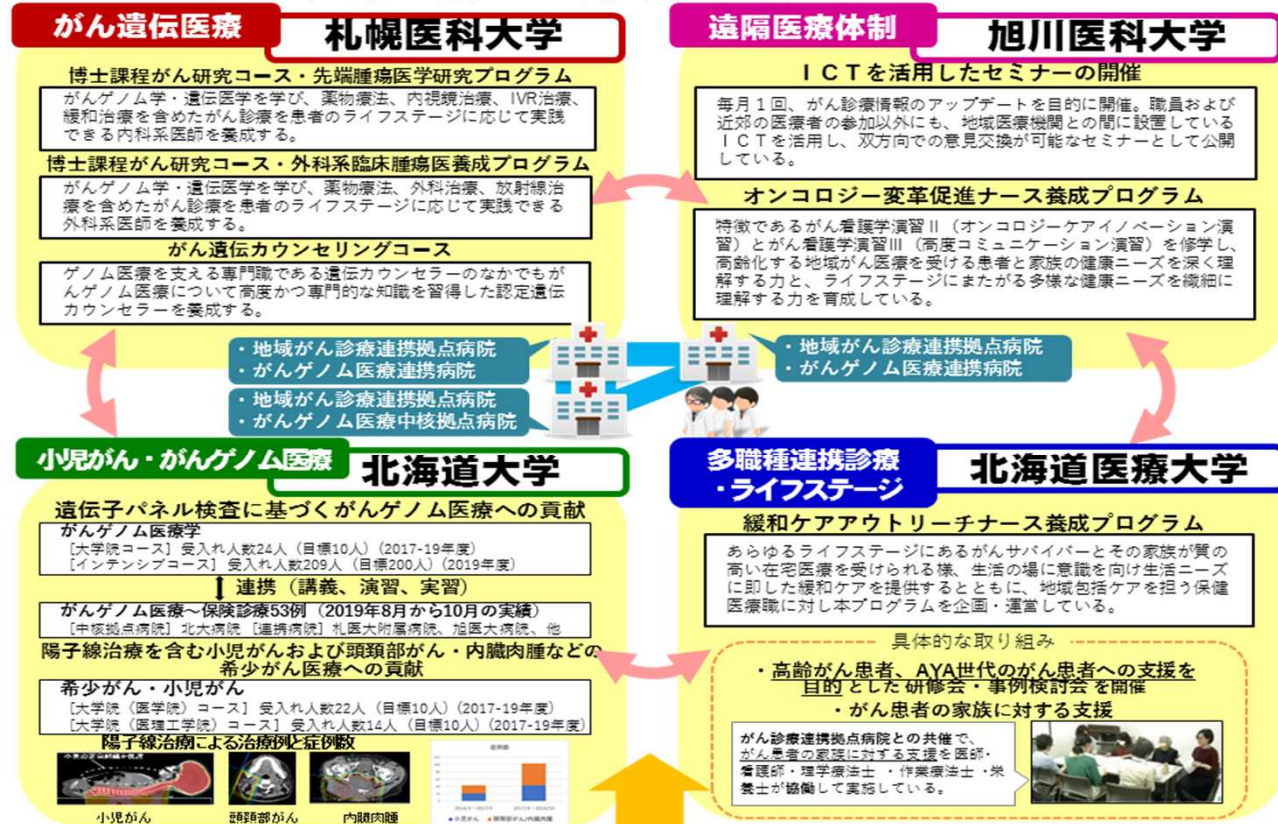 がん遺伝医療
札幌医科大学
博士課程がん研究コース・先端腫瘍医学研究プログラム
がんゲノム学・遺伝医学を学び、薬物療法、内視鏡治療、IVR治療、
緩和治療を含めたがん診療を患者のライフステージに応じて実践
できる内科系医師を養成する。
博士課程がん研究コース・外科系臨床腫瘍医養成プログラム
がんゲノム学・遺伝医学を学び、薬物療法、外科治療、放射線治
療を含めたがん診療を患者のライフステージに応じて実践できる
外科系医師を養成する。
がん遺伝カウンセリングコース
ゲノム医療を支える専門職である遺伝カウンセラーのなかでもが
んゲノム医療について高度かつ専門的な知識を習得した認定遺伝
カウンセラーを養成する。
遠隔医療体制
旭川医科大学
ICTを活用したセミナーの開催
毎月1回、がん診療情報のアップデートを目的に開催。職員および
近郊の医療者の参加以外にも、地域医療機関との間に設置している
ICTを活用し、双方向での意見交換が可能なセミナーとして公開
している。
オンコロジー変革促進ナース養成プログラム
特徴であるがん看護学演習Ⅱ(オンコロジーケアイノベーション演
習)とがん看護学演習Ⅲ(高度コミュニケーション演習)を修学し、
高齢化する地域がん医療を受ける患者と家族の健康ニーズを深く理
解する力と、ライフステージにまたがる多様な健康ニーズを繊細に
理解する力を育成している。
・地域がん診療連携拠点病院
・がんゲノム医療連携病院
・地域がん診療連携拠点病院
・がんゲノム医療中核拠点病院
・地域がん診療連携拠点病院
・がんゲノム医療連携病院
小児がん・がんゲノム医療
北海道大学
遺伝子パネル検査に基づくがんゲノム医療への貢献
がんゲノム医療学
[大学院コース] 受入れ人数24人(目標10人)(2017-19年度)
[インテンシブコース] 受入れ人数209人(目標200人)(2019年度)
連携(講義、演習、実習)
がんゲノム医療~保険診療53例(2019年8月から10月の実績)
[中核拠点病院] 北大病院 [連携病院] 札医大附属病院、旭医大病院、他
陽子線治療を含む小児がんおよび頭頸部がん・内臓肉腫などの
希少がん医療への貢献
希少がん・小児がん
[大学院(医学院)コース] 受入れ人数22人(目標10人)(2017-19年度)
[大学院(医理工学院)コース] 受入れ人数14人(目標10人)(2017-19年度)
陽子線治療による治療例と症例数
小児がん
頭頸部がん
内臓肉腫
症例数
小児がん
頭頸部がん/内臓肉腫
多職種連携診療
・ライフステージ
北海道医療大学
緩和ケアアウトリーチナース養成プログラム
あらゆるライフステージにあるがんサバイバーとその家族が質の
高い在宅医療を受けられる様、生活の場に意識を向け生活ニーズ
に即した緩和ケアを提供するとともに、地域包括ケアを担う保健
医療職に対し本プログラムを企画・運営している。
具体的な取り組み
・高齢がん患者、AYA世代のがん患者への支援を
目的とした研修会・事例検討会を開催
・がん患者の家族に対する支援
がん診療連携拠点病院との共催で、
がん患者の家族に対する支援を医師・
看護師・理学療法士・作業療法士・栄
養士が協働して実施している。